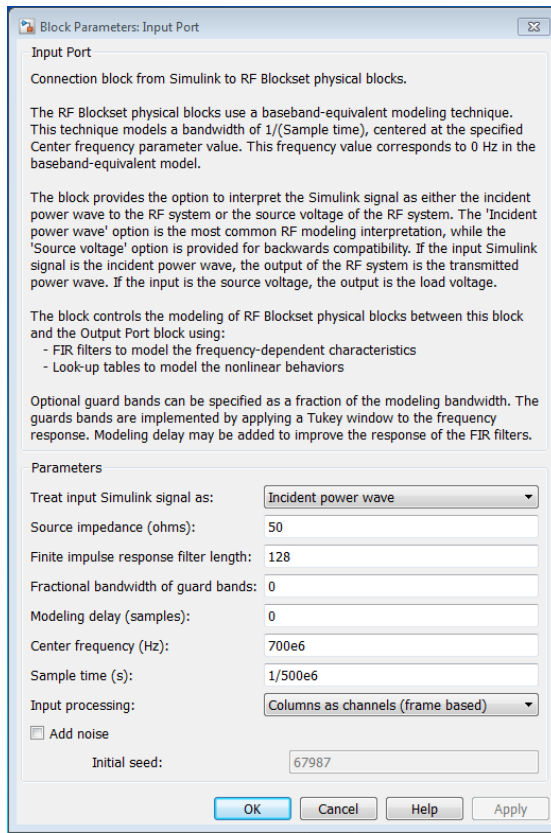 Block Parameters: Input Port
Input Port
Connection block from Simulink to RF Blockset physical blocks.
The RF Blockset physical blocks use a baseband-equivalent modeling technique.
This technique models a bandwidth of 1/(Sample time), centered at the specified
Center frequency parameter value. This frequency value corresponds to 0 Hz in the
baseband-equivalent model.
The block provides the option to interpret the Simulink signal as either the incident
power wave to the RF system or the source voltage of the RF system. The 'Incident
power wave' option is the most common RF modeling interpretation, while the
'Source voltage' option is provided for backwards compatibility. If the input Simulink
signal is the incident power wave, the output of the RF system is the transmitted
power wave. If the input is the source voltage, the output is the load voltage.
The block controls the modeling of RF Blockset physical blocks between this block
and the Output Port block using:
- FIR filters to model the frequency-dependent characteristics
- Look-up tables to model the nonlinear behaviors
Optional guard bands can be specified as a fraction of the modeling bandwidth. The
guards bands are implemented by applying a Tukey window to the frequency
response. Modeling delay may be added to improve the response of the FIR filters.
Parameters
Treat input Simulink signal as: Incident power wave
Source impedance (ohms): 50
Finite impulse response filter length: 128
Fractional bandwidth of guard bands: 0
Modeling delay (samples): 0
Center frequency (Hz): 700e6
Sample time (s): 1/500e6
Input processing: Columns as channels (frame based)
Add noise
Initial seed: 67987
OK Cancel Help Apply